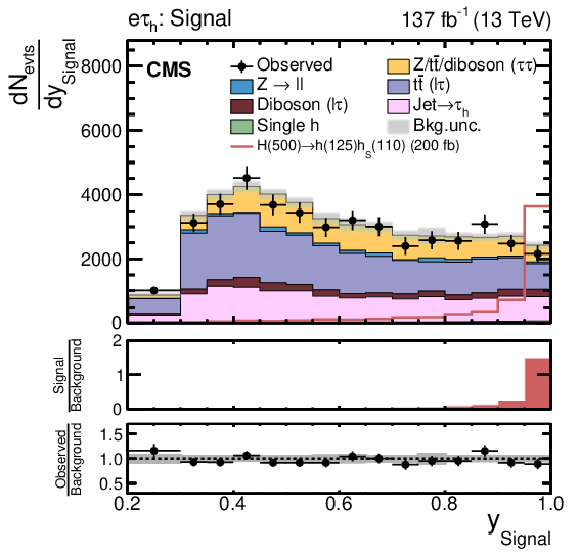 eτh: Signal
137 fb⁻¹ (13 TeV)
dNevts
dySignal
8000
6000
4000
2000
0
CMS
Observed
Z/tt̄/diboson (ττ)
Z → ll
tt̄ (lτ)
Diboson (lτ)
Jet→τh
Single h
Bkg.unc.
H(500)→h(125)hS(110) (200 fb)
Signal
Background
2
1
0
Observed
Background
1.5
1.0
0.5
0.2
0.4
0.6
0.8
1.0
ySignal